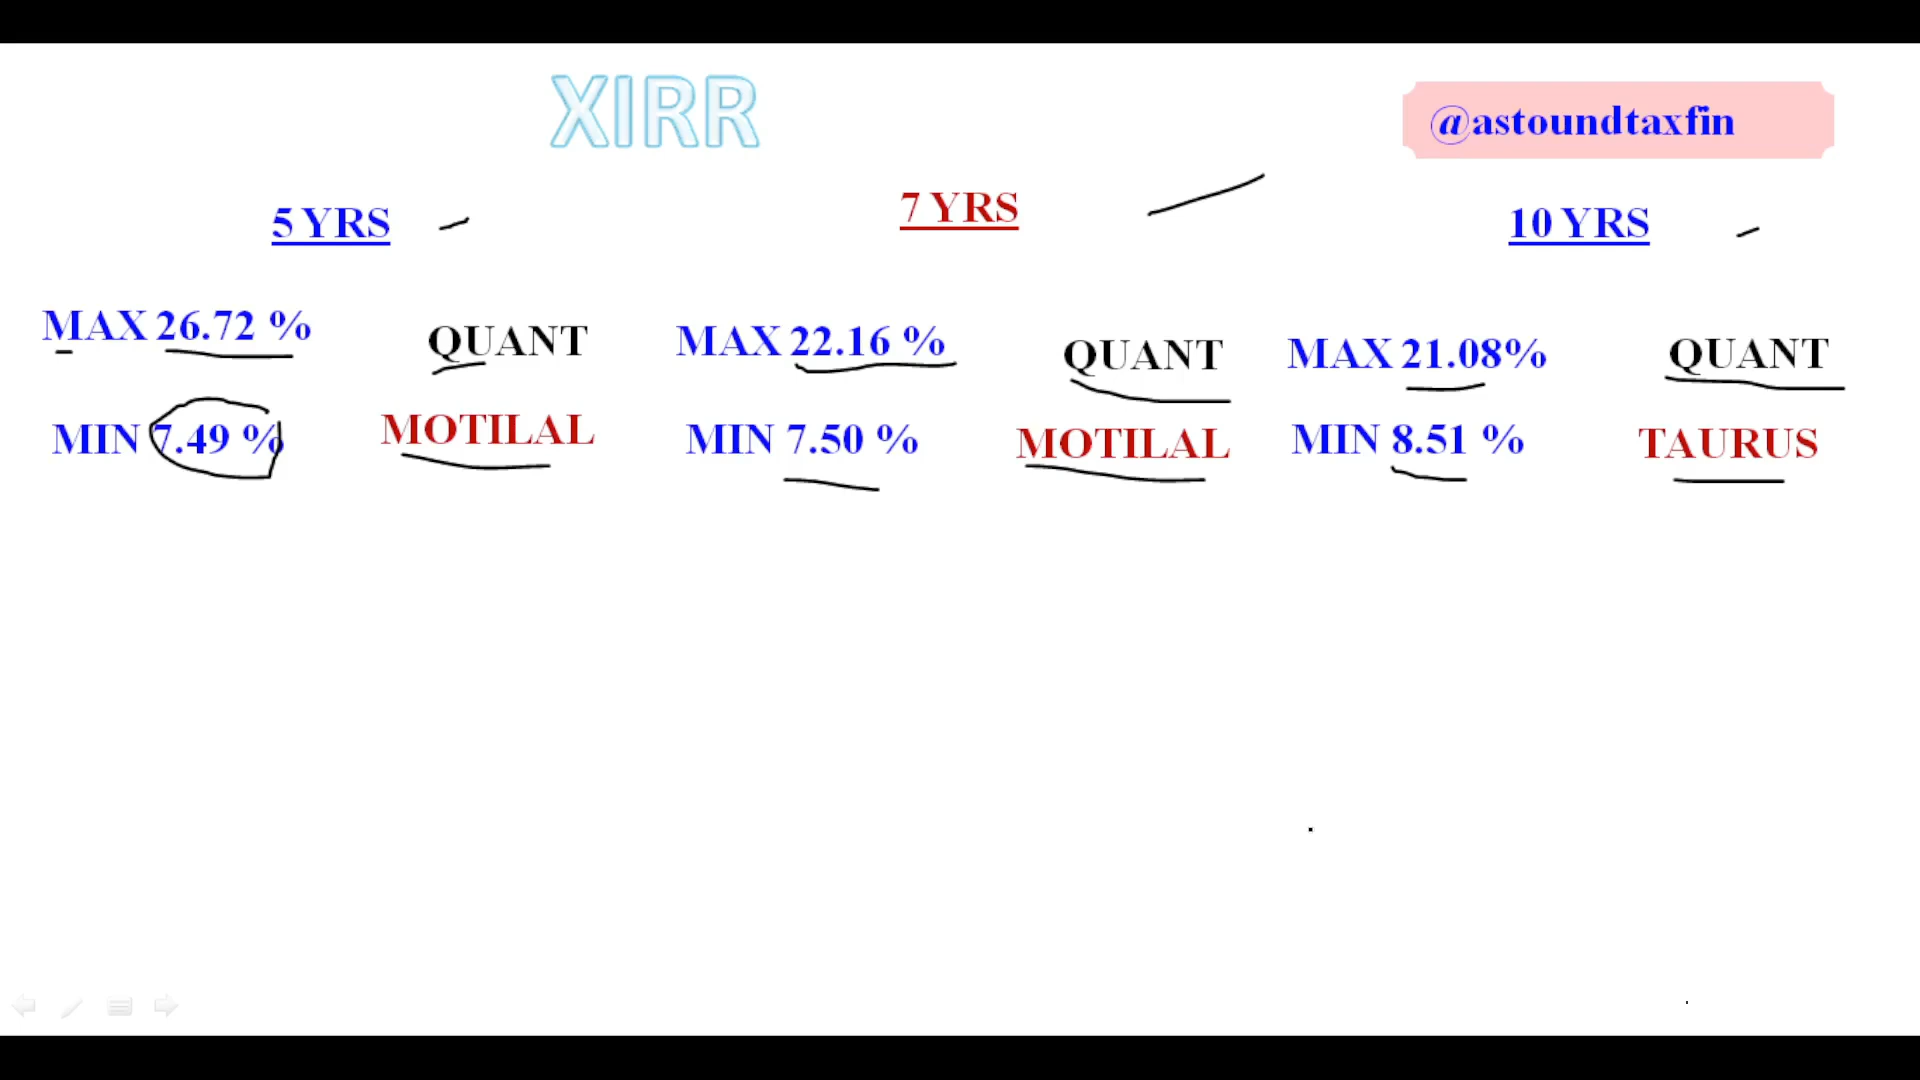 XIRR
@astoundtaxfin
5 YRS
MAX 26.72 %
QUANT
MIN 7.49 %
MOTILAL
7 YRS
MAX 22.16 %
QUANT
MIN 7.50 %
MOTILAL
10 YRS
MAX 21.08%
QUANT
MIN 8.51 %
TAURUS